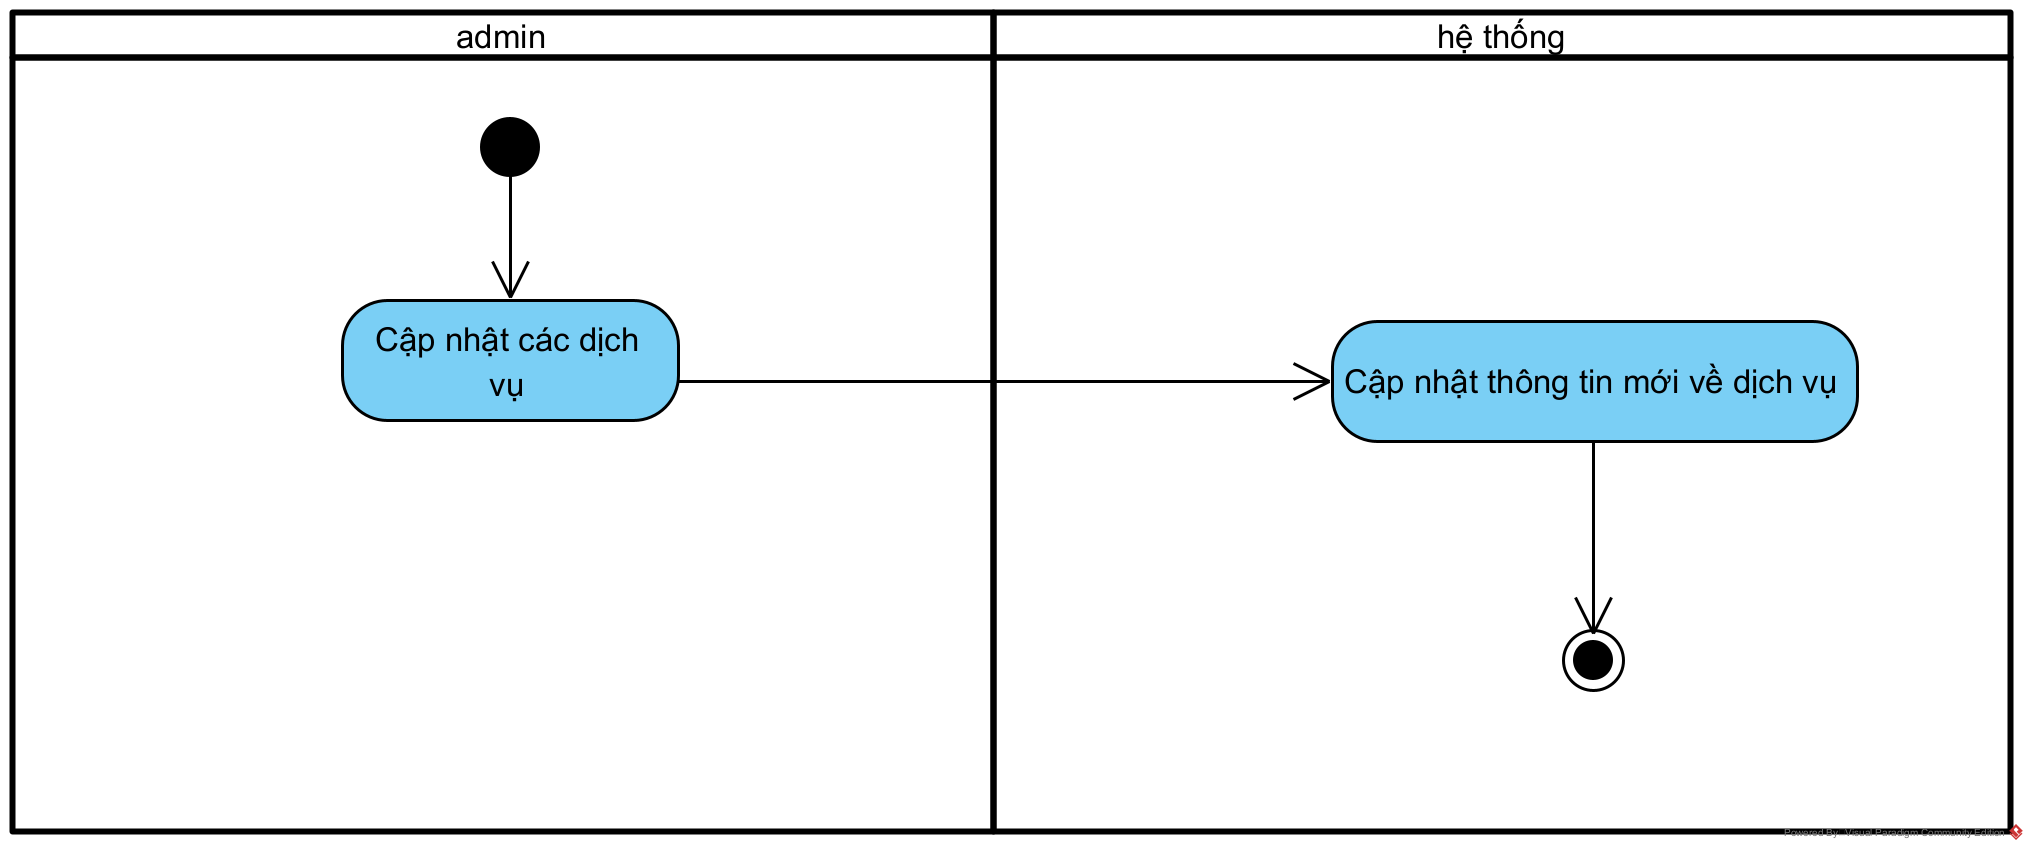 admin
hệ thống
Cập nhật các dịch
vụ
Cập nhật thông tin mới về dịch vụ
Powered By Visual Paradigm Community Edition